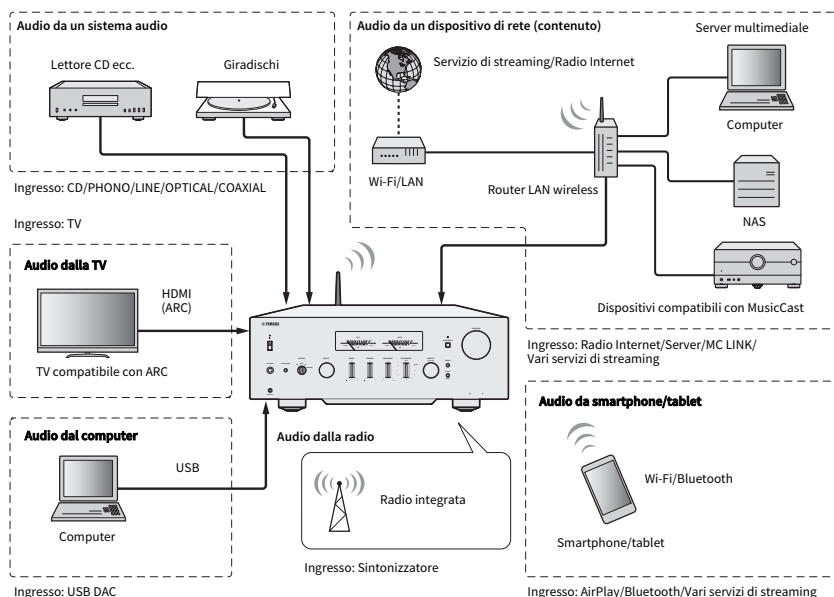 Audio da un sistema audio
Lettore CD ecc.
Giradischi
Ingresso: CD/PHONO/LINE/OPTICAL/COAXIAL
Audio da un dispositivo di rete (contenuto)
Server multimediale
Servizio di streaming/Radio Internet
Computer
Wi-Fi/LAN
Router LAN wireless
NAS
Dispositivi compatibili con MusicCast
Ingresso: Radio Internet/Server/MC LINK/
Vari servizi di streaming
Ingresso: TV
Audio dalla TV
HDMI
(ARC)
TV compatibile con ARC
YAMAHA
Audio dal computer
USB
Computer
Ingresso: USB DAC
Audio dalla radio
Radio integrata
Ingresso: Sintonizzatore
Audio da smartphone/tablet
Wi-Fi/Bluetooth
Smartphone/tablet
Ingresso: AirPlay/Bluetooth/Vari servizi di streaming